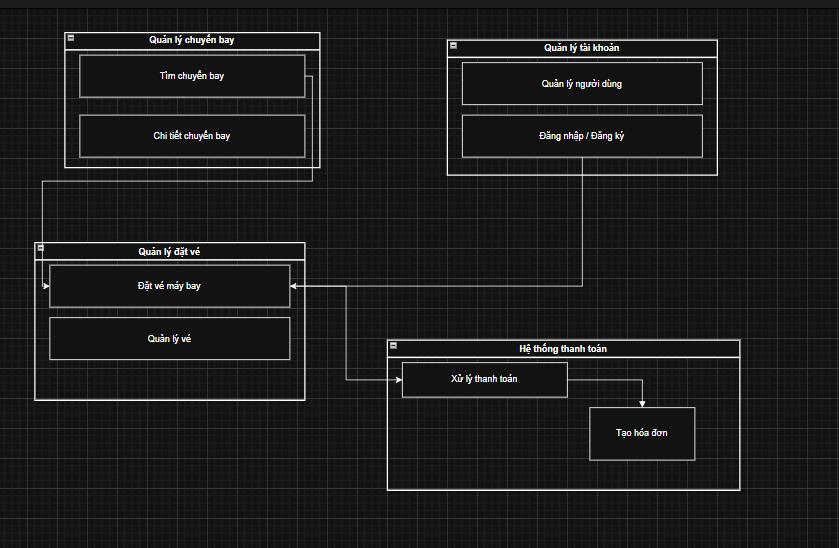 Quản lý chuyến bay
Tìm chuyến bay
Chi tiết chuyến bay
Quản lý tài khoản
Quản lý người dùng
Đăng nhập / Đăng ký
Quản lý đặt vé
Đặt vé máy bay
Quản lý vé
Hệ thống thanh toán
Xử lý thanh toán
Tạo hóa đơn